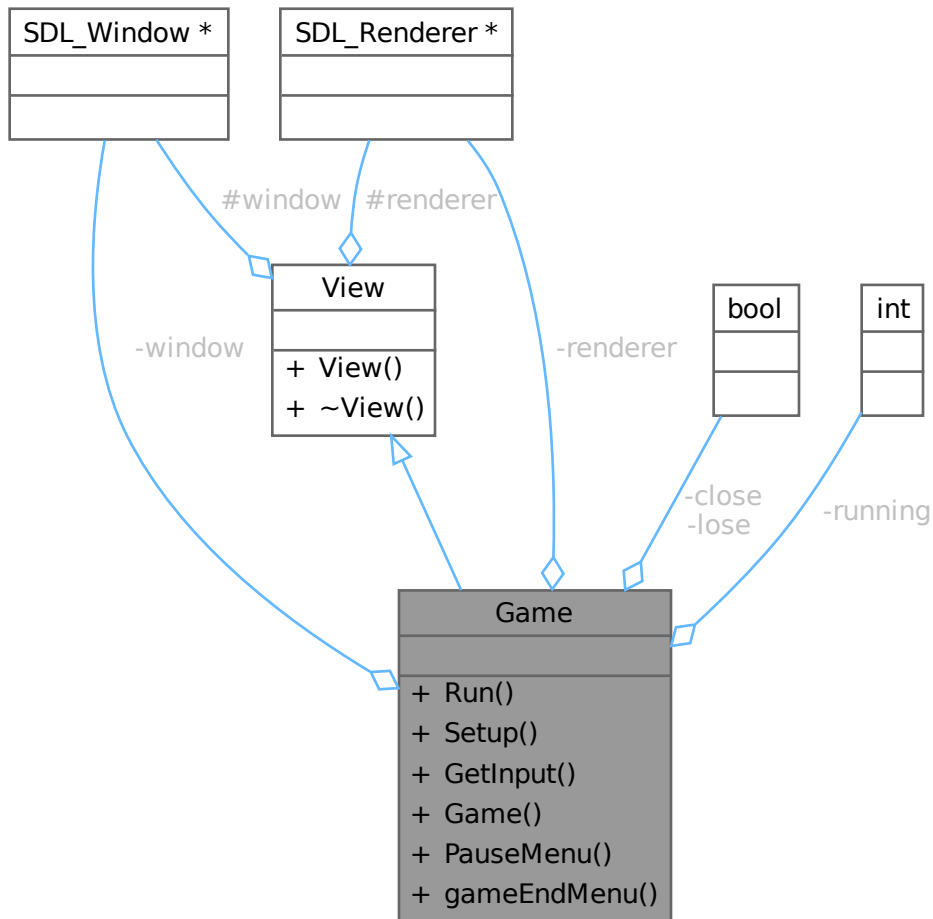 SDL_Window *
SDL_Renderer *
#window
#renderer
View
+ View()
+ ~View()
bool
int
-window
-renderer
-close
-lose
-running
Game
+ Run()
+ Setup()
+ GetInput()
+ Game()
+ PauseMenu()
+ gameEndMenu()